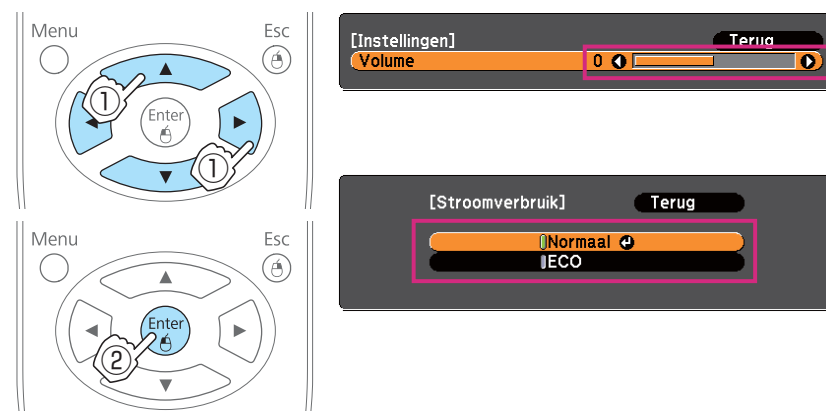 Menu
Esc
Enter
1
1
[Instellingen]
Terug
Volume
0
[Stroomverbruik]
Terug
Normaal
ECO
Menu
Esc
Enter
2